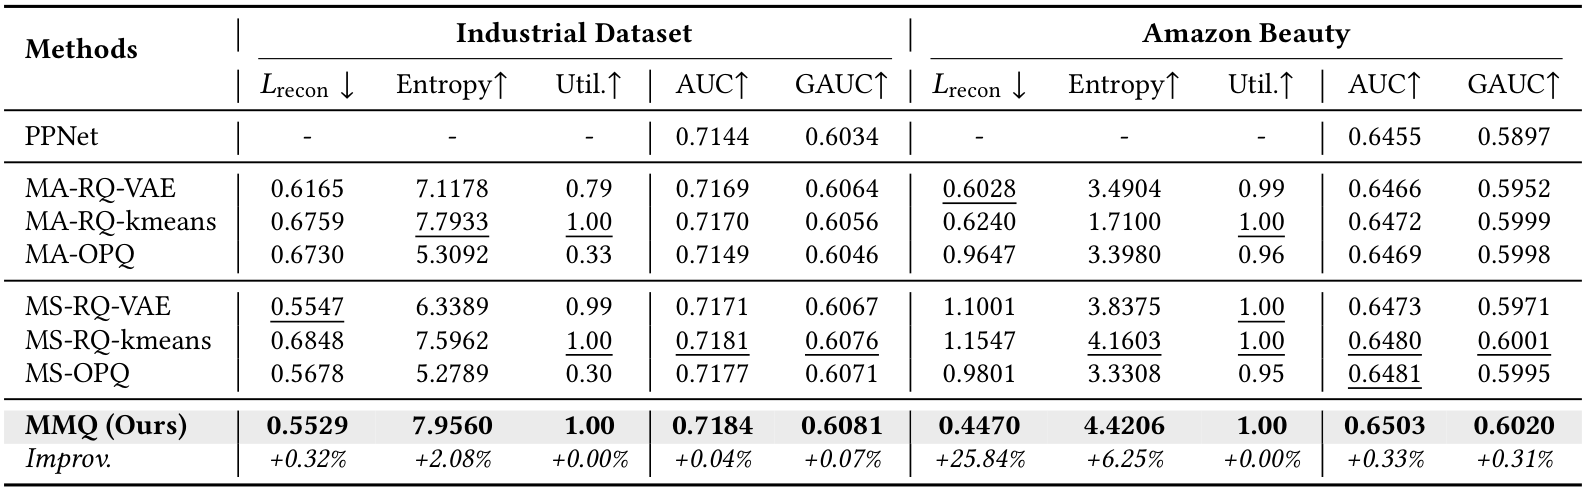 Methods Industrial Dataset Amazon Beauty
L_recon ↓ Entropy↑ Util.↑ AUC↑ GAUC↑ L_recon ↓ Entropy↑ Util.↑ AUC↑ GAUC↑
PPNet - - - 0.7144 0.6034 - - - 0.6455 0.5897
MA-RQ-VAE 0.6165 7.1178 0.79 0.7169 0.6064 0.6028 3.4904 0.99 0.6466 0.5952
MA-RQ-kmeans 0.6759 7.7933 1.00 0.7170 0.6056 0.6240 1.7100 1.00 0.6472 0.5999
MA-OPQ 0.6730 5.3092 0.33 0.7149 0.6046 0.9647 3.3980 0.96 0.6469 0.5998
MS-RQ-VAE 0.5547 6.3389 0.99 0.7171 0.6067 1.1001 3.8375 1.00 0.6473 0.5971
MS-RQ-kmeans 0.6848 7.5962 1.00 0.7181 0.6076 1.1547 4.1603 1.00 0.6480 0.6001
MS-OPQ 0.5678 5.2789 0.30 0.7177 0.6071 0.9801 3.3308 0.95 0.6481 0.5995
MMQ (Ours) 0.5529 7.9560 1.00 0.7184 0.6081 0.4470 4.4206 1.00 0.6503 0.6020
Improv. +0.32% +2.08% +0.00% +0.04% +0.07% +25.84% +6.25% +0.00% +0.33% +0.31%